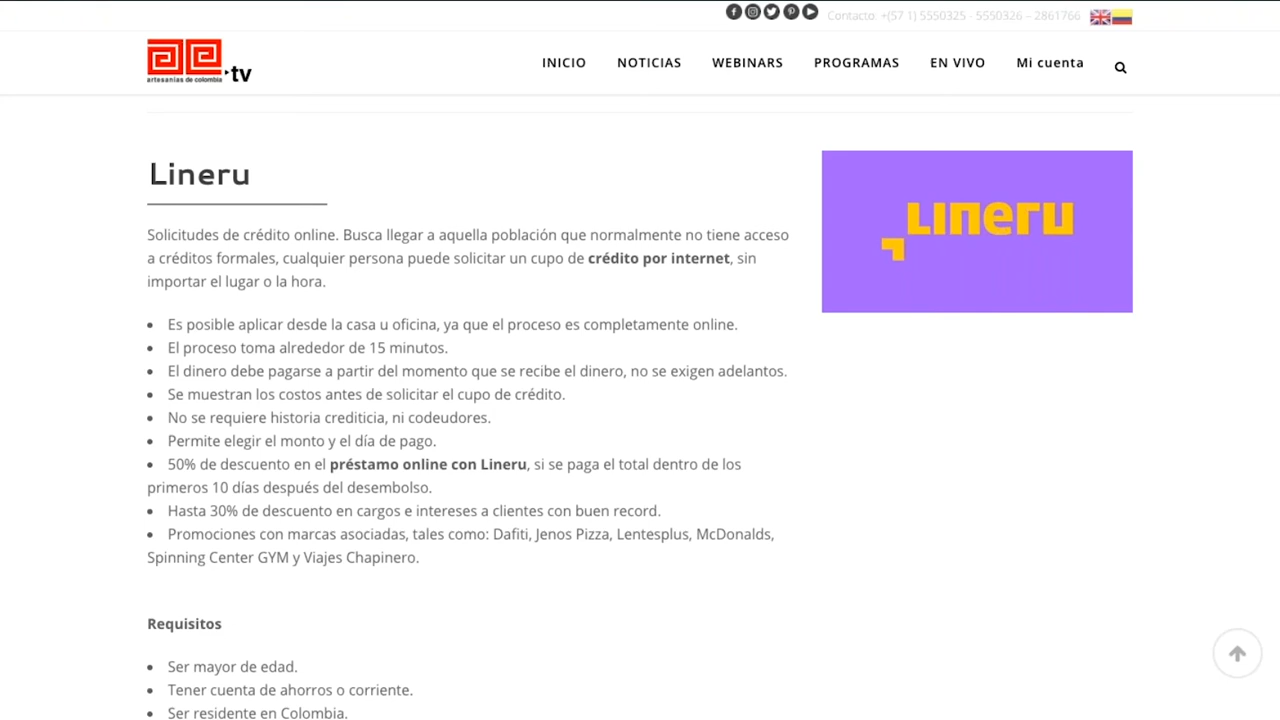 Contacto: +(57 1) 5550325 - 5550326 – 2861766
artesanías de colombia tv
INICIO NOTICIAS WEBINARS PROGRAMAS EN VIVO Mi cuenta
Lineru
LINERU
Solicitudes de crédito online. Busca llegar a aquella población que normalmente no tiene acceso
a créditos formales, cualquier persona puede solicitar un cupo de crédito por internet, sin
importar el lugar o la hora.
• Es posible aplicar desde la casa u oficina, ya que el proceso es completamente online.
• El proceso toma alrededor de 15 minutos.
• El dinero debe pagarse a partir del momento que se recibe el dinero, no se exigen adelantos.
• Se muestran los costos antes de solicitar el cupo de crédito.
• No se requiere historia crediticia, ni codeudores.
• Permite elegir el monto y el día de pago.
• 50% de descuento en el préstamo online con Lineru, si se paga el total dentro de los
primeros 10 días después del desembolso.
• Hasta 30% de descuento en cargos e intereses a clientes con buen record.
• Promociones con marcas asociadas, tales como: Dafiti, Jenos Pizza, Lentesplus, McDonalds,
Spinning Center GYM y Viajes Chapinero.
Requisitos
• Ser mayor de edad.
• Tener cuenta de ahorros o corriente.
• Ser residente en Colombia.